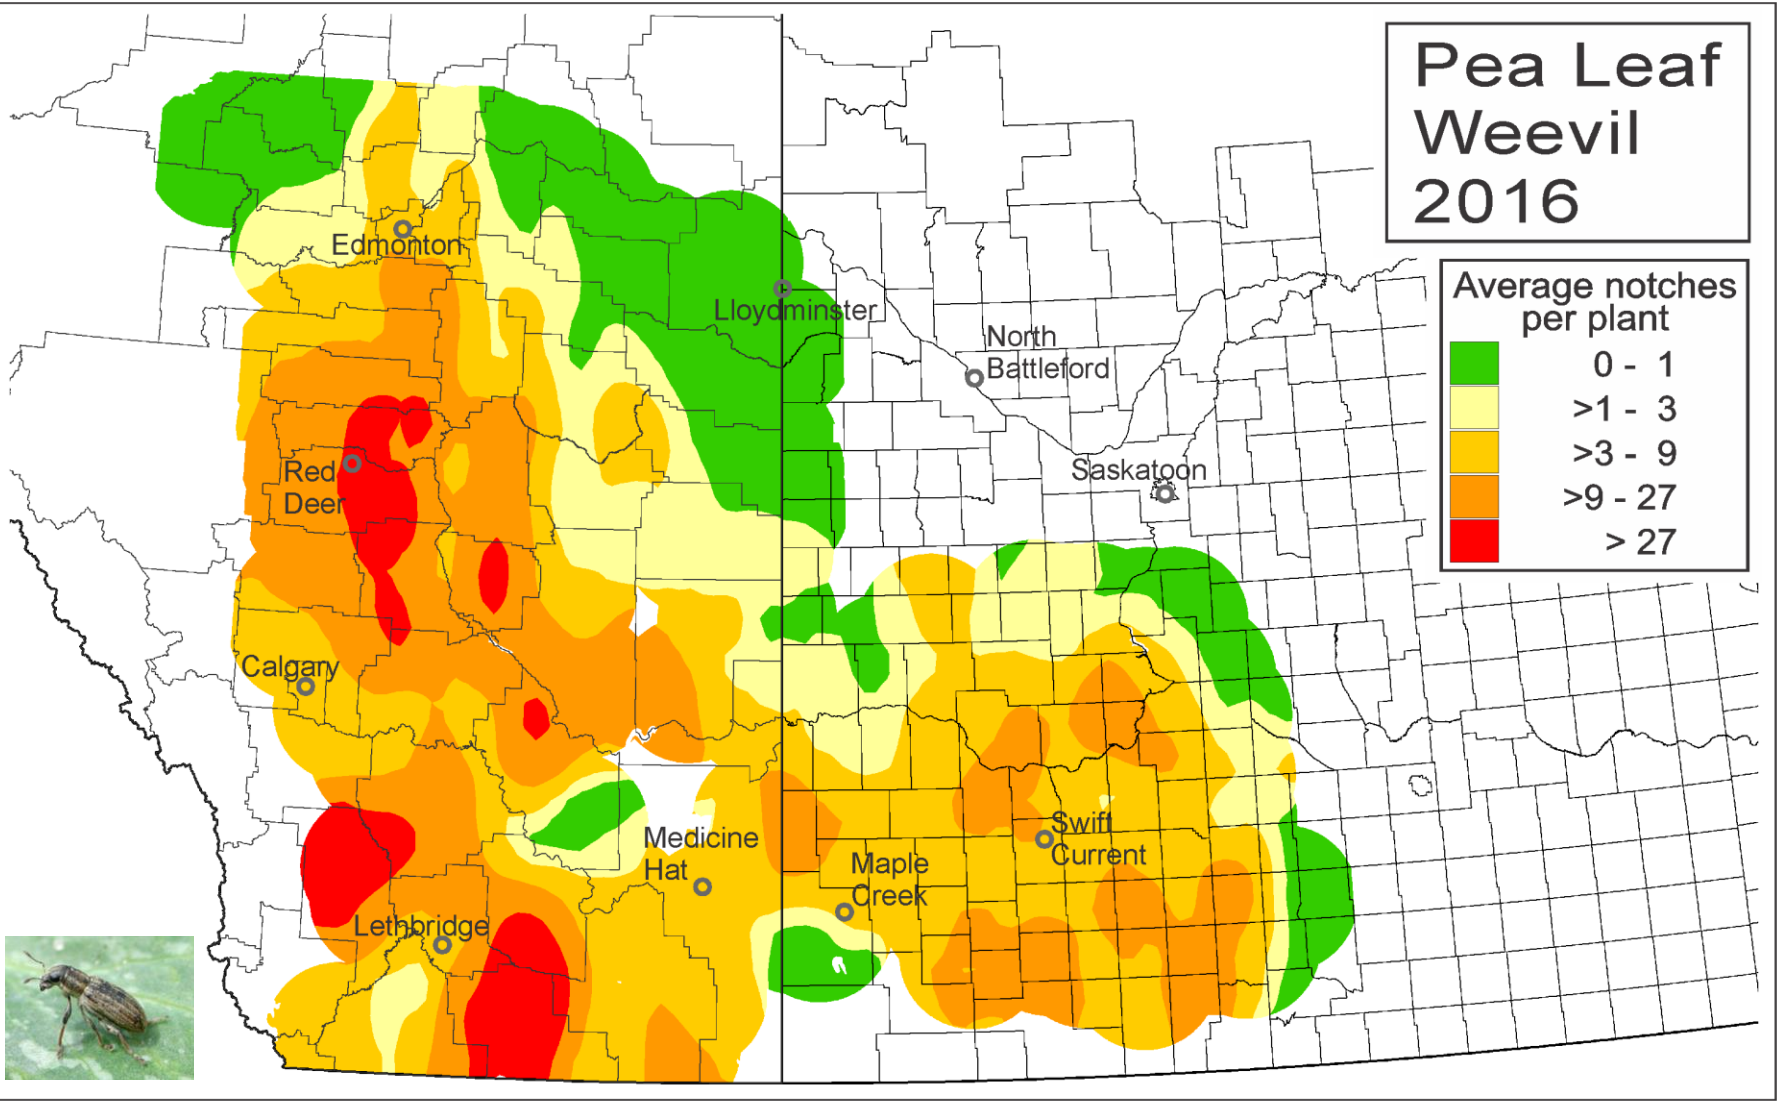 Pea Leaf
Weevil
2016
Average notches
per plant
0 - 1
>1 - 3
>3 - 9
>9 - 27
> 27
Edmonton
Lloydminster
North
Battleford
Red
Deer
Saskatoon
Calgary
Medicine
Hat
Swift
Current
Maple
Creek
Lethbridge